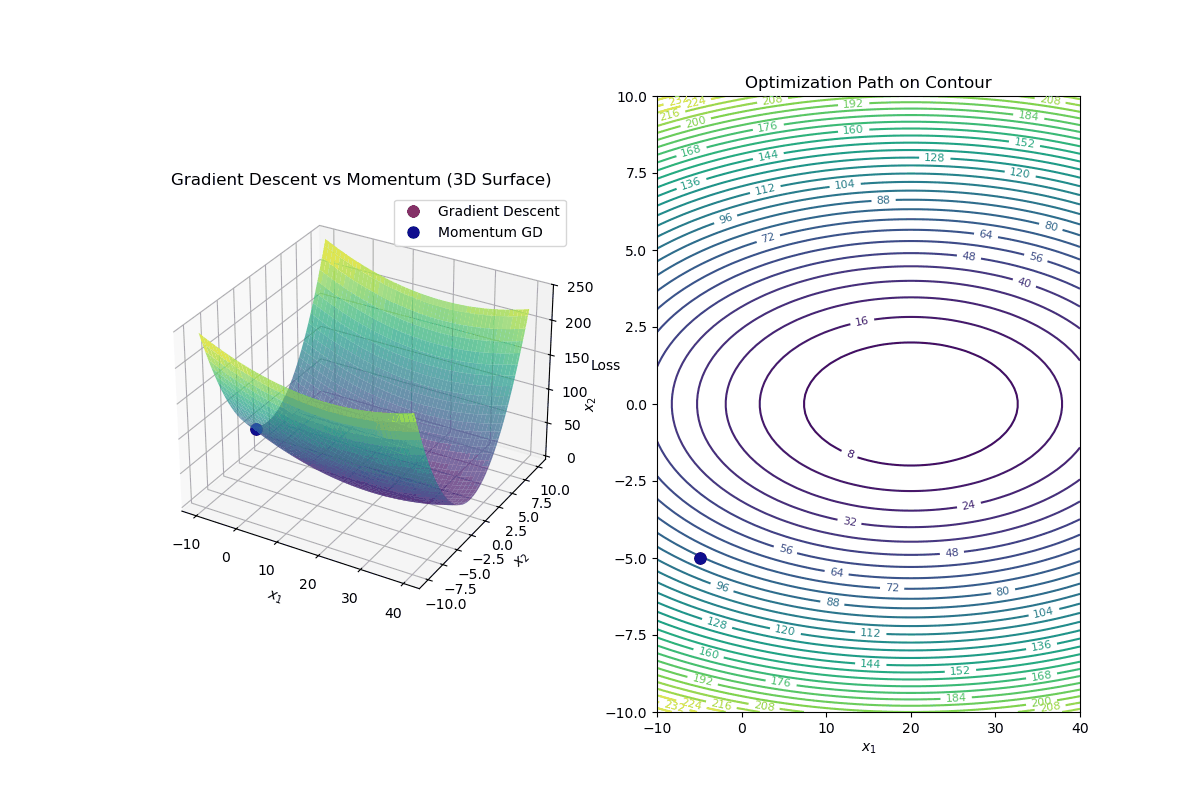 Gradient Descent vs Momentum (3D Surface)
Gradient Descent
Momentum GD
250
200
150
100
50
0
Loss
−10
0
10
20
30
40
x₁
10.0
7.5
5.0
2.5
0.0
−2.5
−5.0
−7.5
−10.0
x₂
Optimization Path on Contour
x₂
10.0
7.5
5.0
2.5
0.0
−2.5
−5.0
−7.5
−10.0
232 224 208 192 208
216 200 184
176 160 152
168 144 128 120
136 112 104
96 88 80
72 64 56
48 40
16
8
24
32
56 48
64 72 80
96 88 104
128 120 112 136
160 144 152 168
192 176 184 200
232 224 216 208 208
−10 0 10 20 30 40
x₁